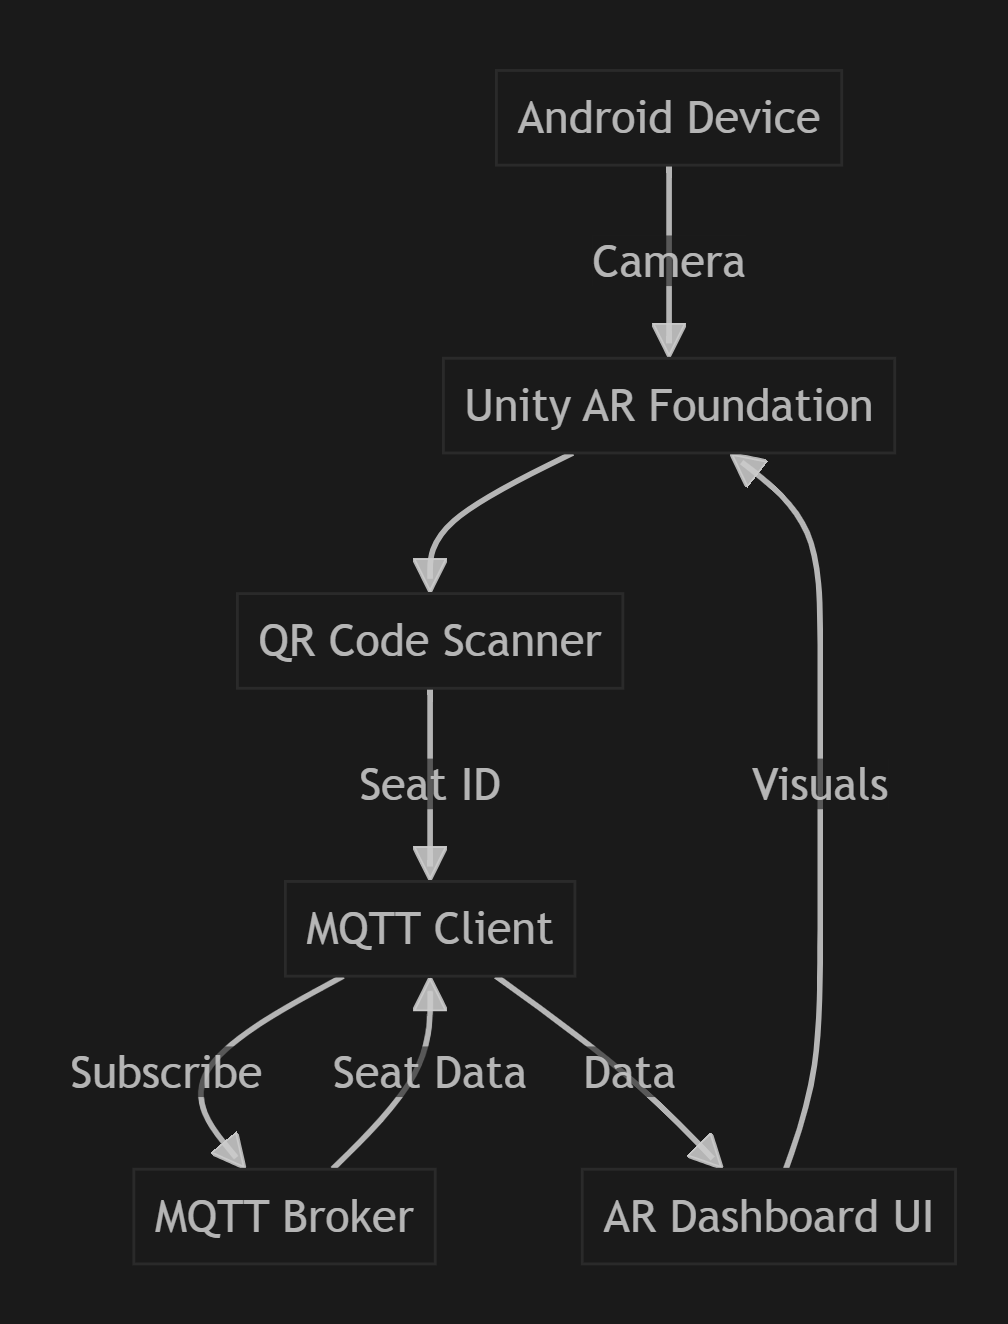 Android Device
Camera
Unity AR Foundation
QR Code Scanner
Seat ID
Visuals
MQTT Client
Subscribe
Seat Data
Data
MQTT Broker
AR Dashboard UI